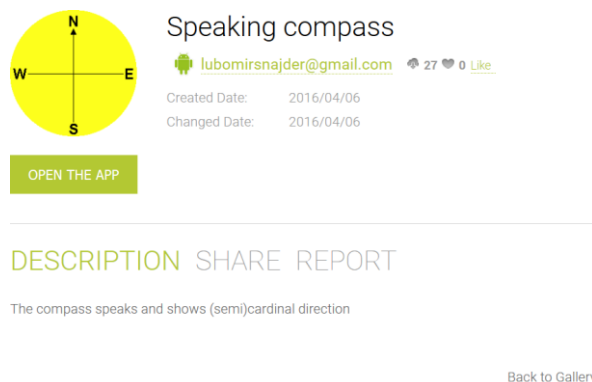 N
W E
S
Speaking compass
lubomirsnajder@gmail.com 27 0 Like
Created Date: 2016/04/06
Changed Date: 2016/04/06
OPEN THE APP
DESCRIPTION SHARE REPORT
The compass speaks and shows (semi)cardinal direction
Back to Gallery